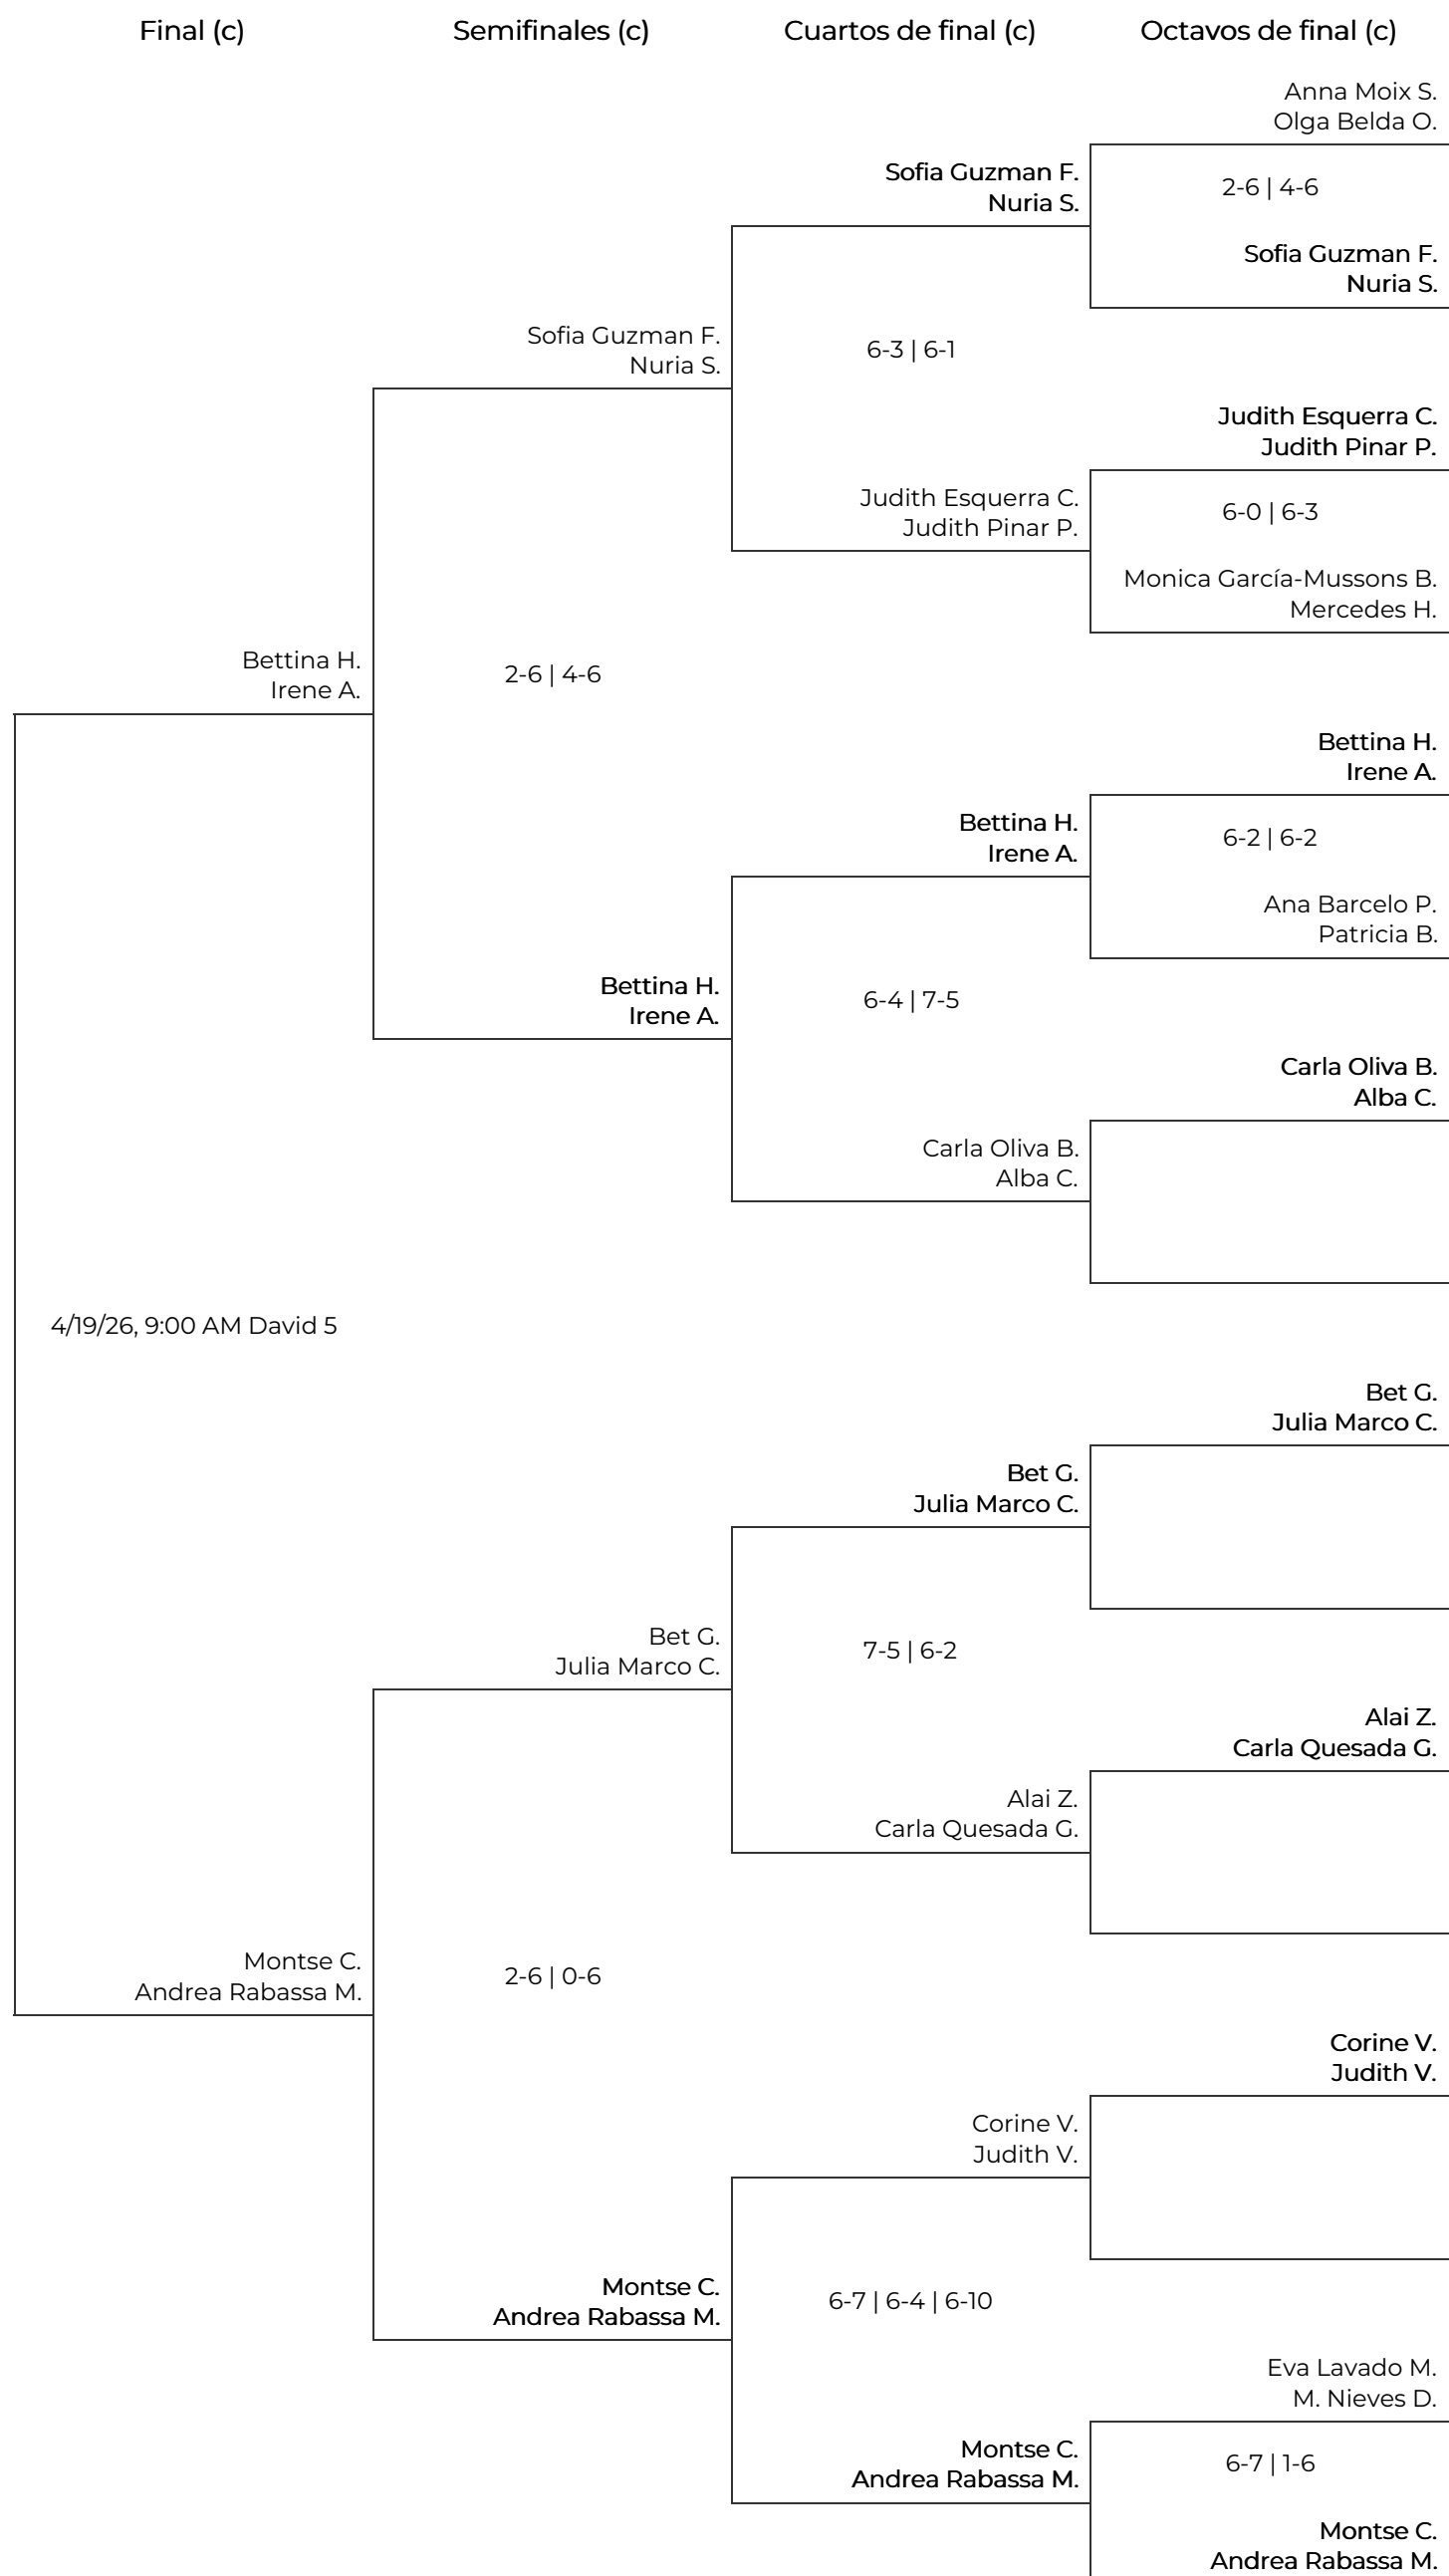 Final (c)
Semifinales (c)
Cuartos de final (c)
Octavos de final (c)
Anna Moix S.
Olga Belda O.
Sofia Guzman F.
Nuria S.
2-6 | 4-6
Sofia Guzman F.
Nuria S.
Sofia Guzman F.
Nuria S.
6-3 | 6-1
Judith Esquerra C.
Judith Pinar P.
Judith Esquerra C.
Judith Pinar P.
6-0 | 6-3
Monica García-Mussons B.
Mercedes H.
Bettina H.
Irene A.
2-6 | 4-6
Bettina H.
Irene A.
Bettina H.
Irene A.
6-2 | 6-2
Ana Barcelo P.
Patricia B.
Bettina H.
Irene A.
6-4 | 7-5
Carla Oliva B.
Alba C.
Carla Oliva B.
Alba C.
4/19/26, 9:00 AM David 5
Bet G.
Julia Marco C.
Bet G.
Julia Marco C.
Bet G.
Julia Marco C.
7-5 | 6-2
Alai Z.
Carla Quesada G.
Alai Z.
Carla Quesada G.
Montse C.
Andrea Rabassa M.
2-6 | 0-6
Corine V.
Judith V.
Corine V.
Judith V.
Montse C.
Andrea Rabassa M.
6-7 | 6-4 | 6-10
Eva Lavado M.
M. Nieves D.
Montse C.
Andrea Rabassa M.
6-7 | 1-6
Montse C.
Andrea Rabassa M.